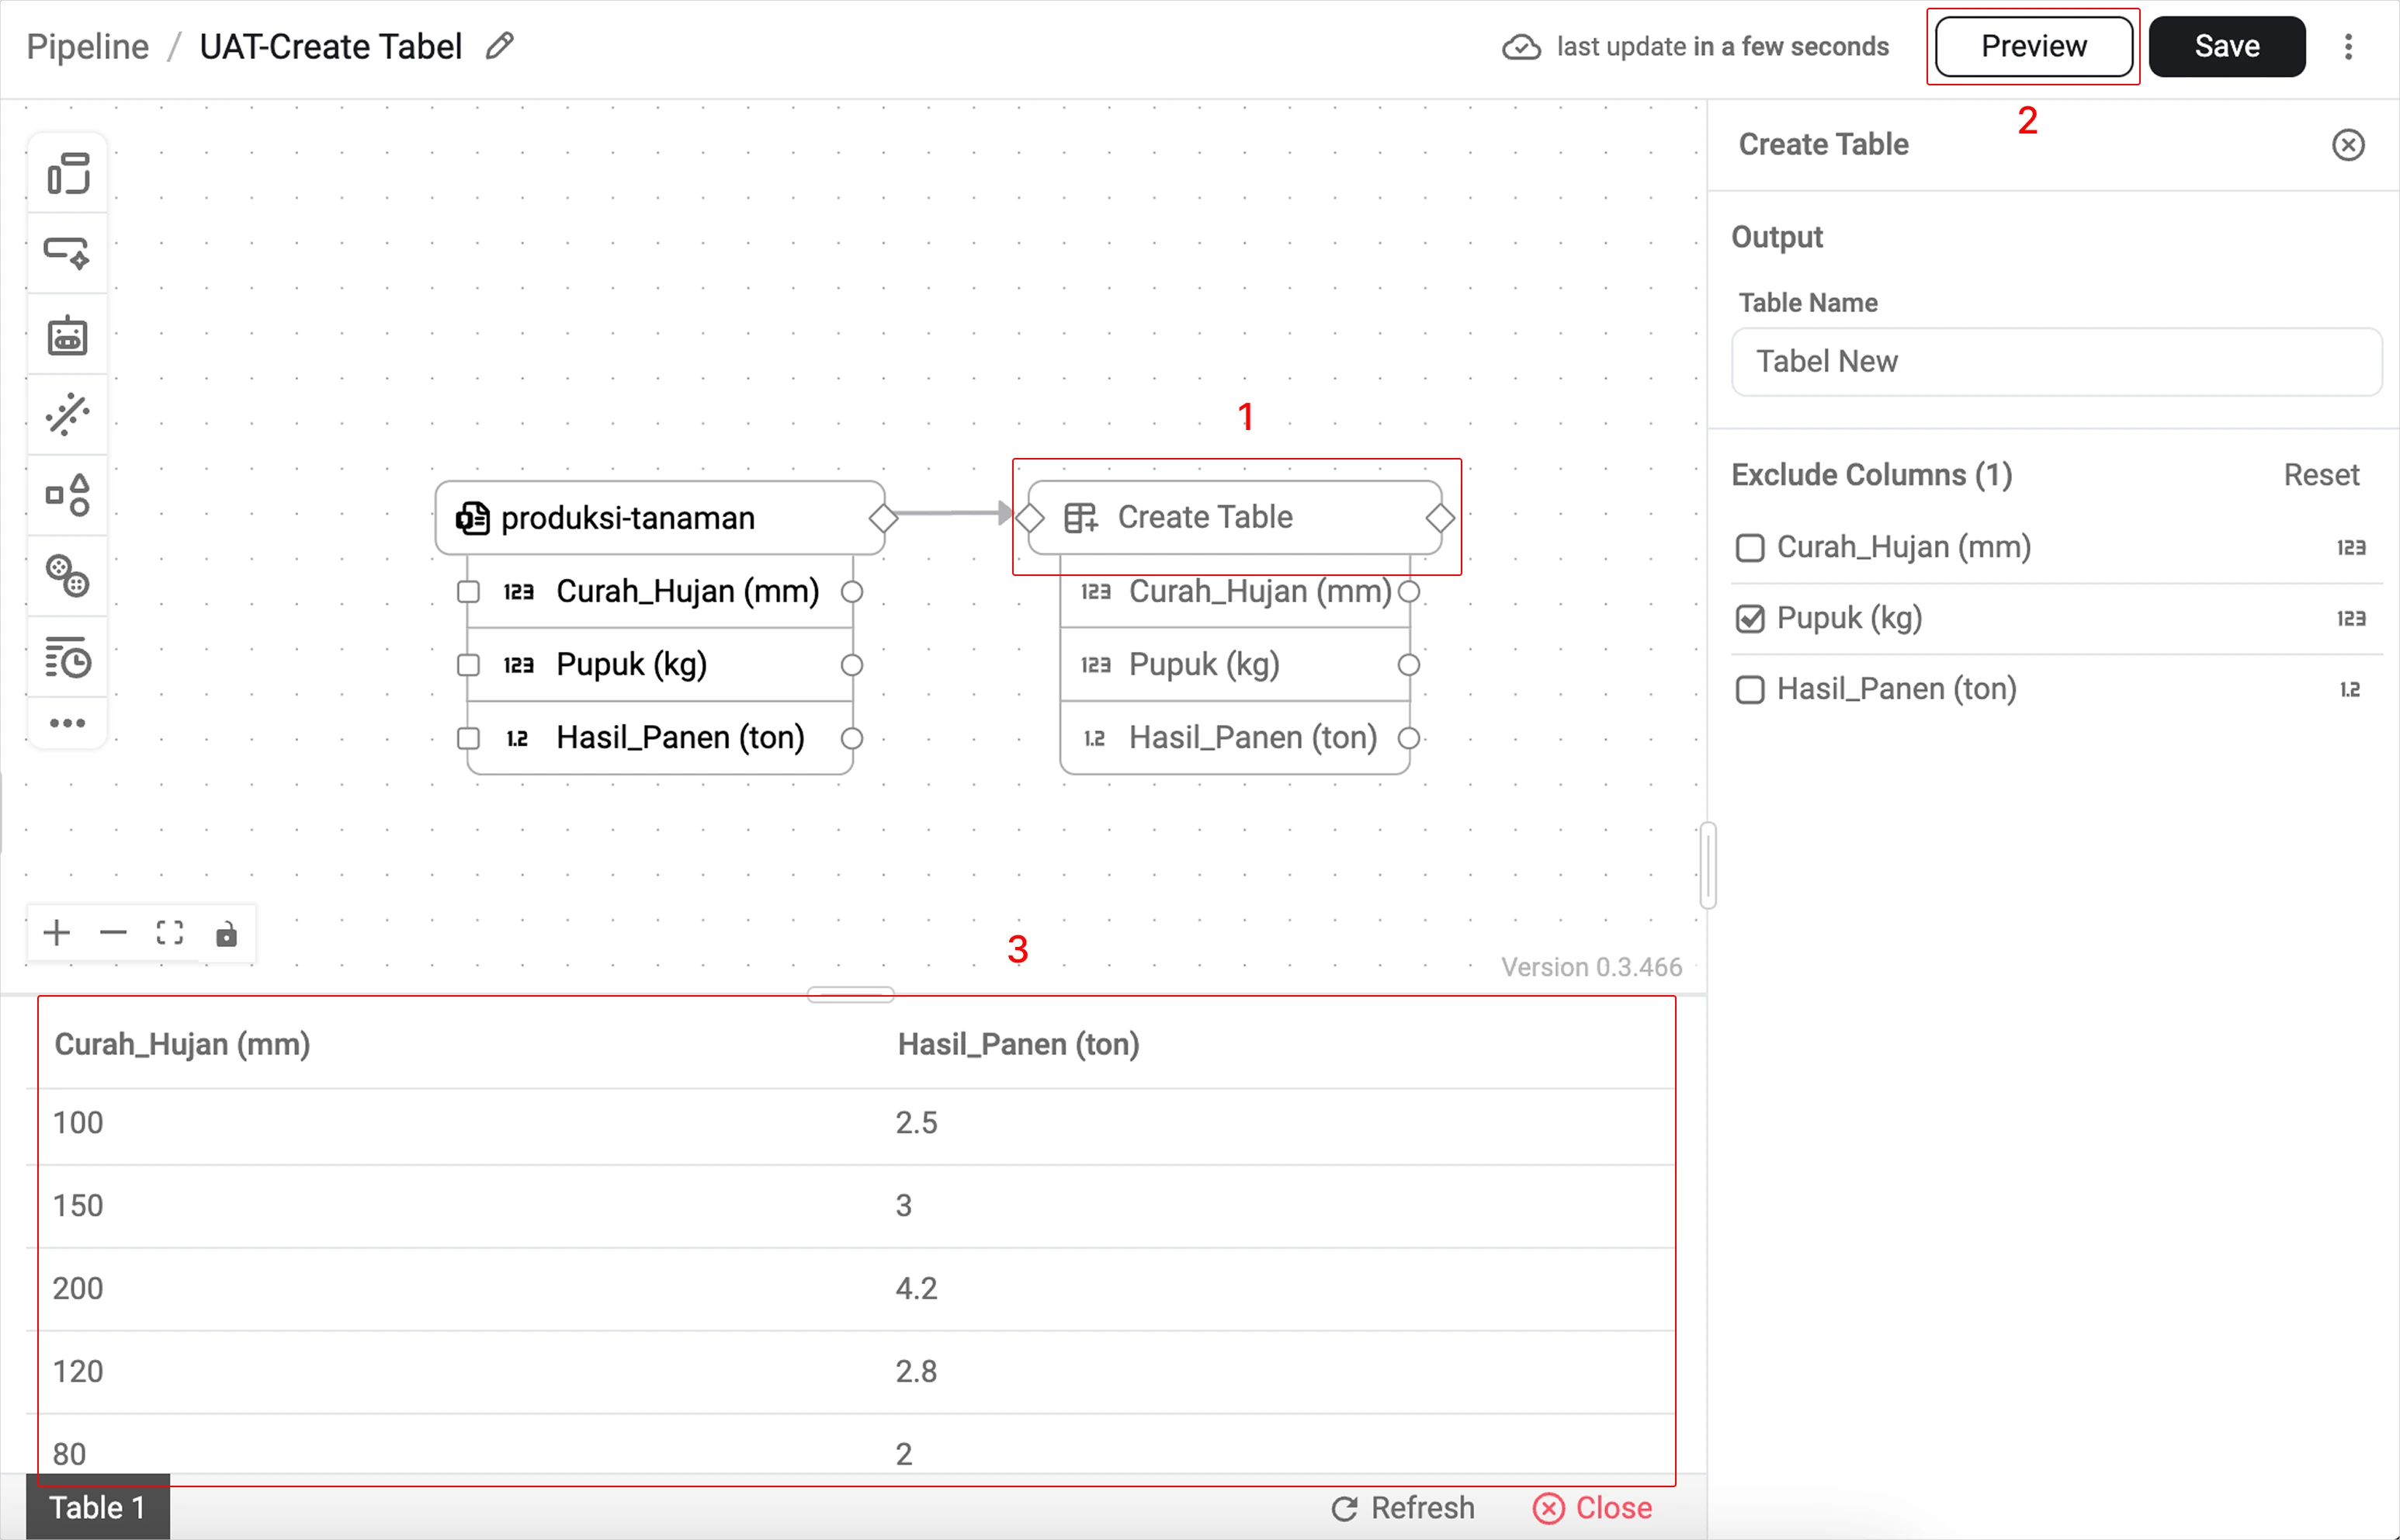 Pipeline / UAT-Create Tabel
last update in a few seconds
Preview
Save
2
Create Table
Output
Table Name
Tabel New
Exclude Columns (1)
Reset
Curah_Hujan (mm) 123
Pupuk (kg) 123
Hasil_Panen (ton) 1.2
1
produksi-tanaman
123 Curah_Hujan (mm)
123 Pupuk (kg)
1.2 Hasil_Panen (ton)
Create Table
123 Curah_Hujan (mm)
123 Pupuk (kg)
1.2 Hasil_Panen (ton)
3
Version 0.3.466
Curah_Hujan (mm) Hasil_Panen (ton)
100 2.5
150 3
200 4.2
120 2.8
80 2
Table 1
Refresh
Close